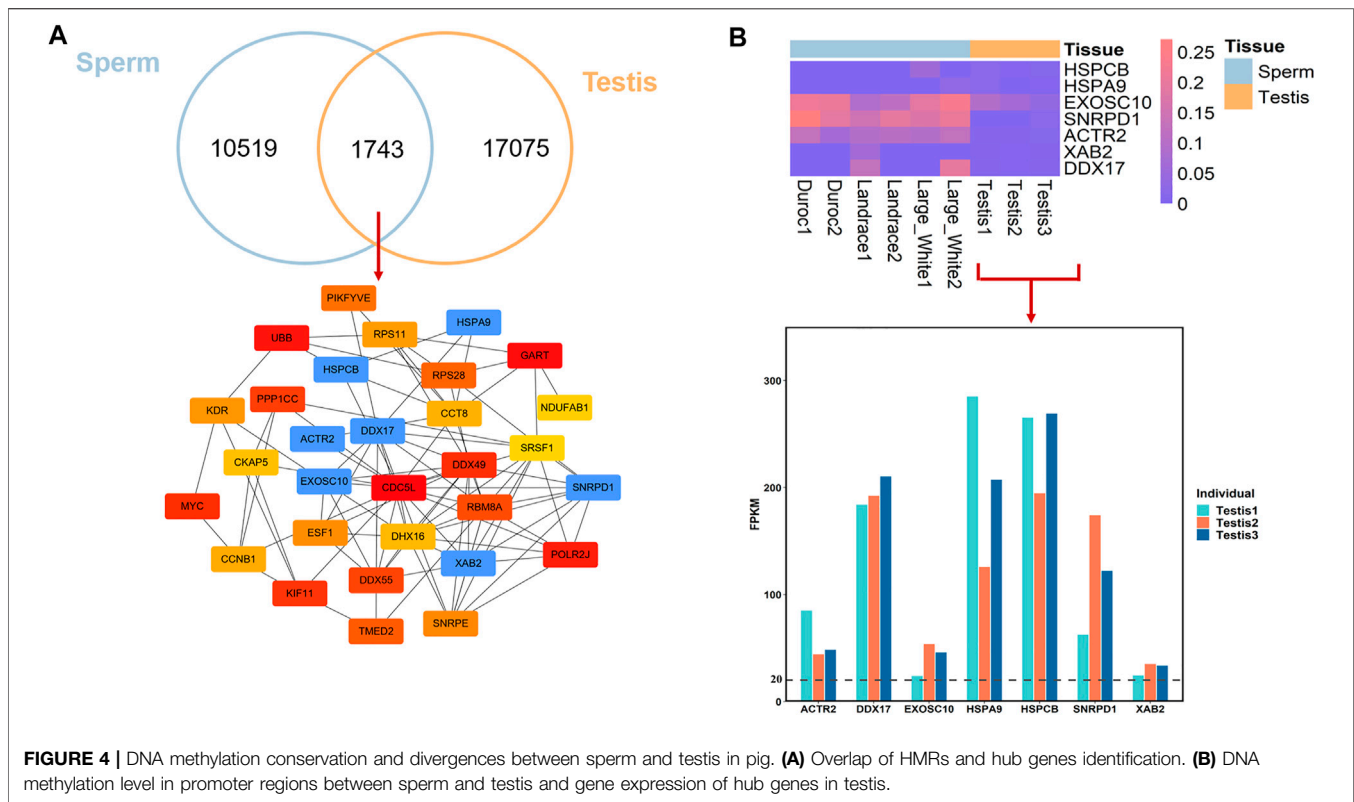 A
Sperm
Testis
10519
1743
17075
PIKFYVE
HSPA9
UBB
RPS11
GART
HSPCB
RPS28
PPP1CC
NDUFAB1
KDR
CCT8
DDX17
ACTR2
SRSF1
CKAP5
DDX49
EXOSC10
CDC5L
SNRPD1
MYC
RBM8A
ESF1
DHX16
CCNB1
XAB2
POLR2J
DDX55
KIF11
TMED2
SNRPE
B
Tissue
HSPCB
HSPA9
EXOSC10
SNRPD1
ACTR2
XAB2
DDX17
Duroc1
Duroc2
Landrace1
Landrace2
Large_White1
Large_White2
Testis1
Testis2
Testis3
0.25
0.2
0.15
0.1
0.05
0
Tissue
Sperm
Testis
FPKM
300
200
100
20
0
ACTR2 DDX17 EXOSC10 HSPA9 HSPCB SNRPD1 XAB2
Individual
Testis1
Testis2
Testis3
FIGURE 4 | DNA methylation conservation and divergences between sperm and testis in pig. (A) Overlap of HMRs and hub genes identification. (B) DNA
methylation level in promoter regions between sperm and testis and gene expression of hub genes in testis.